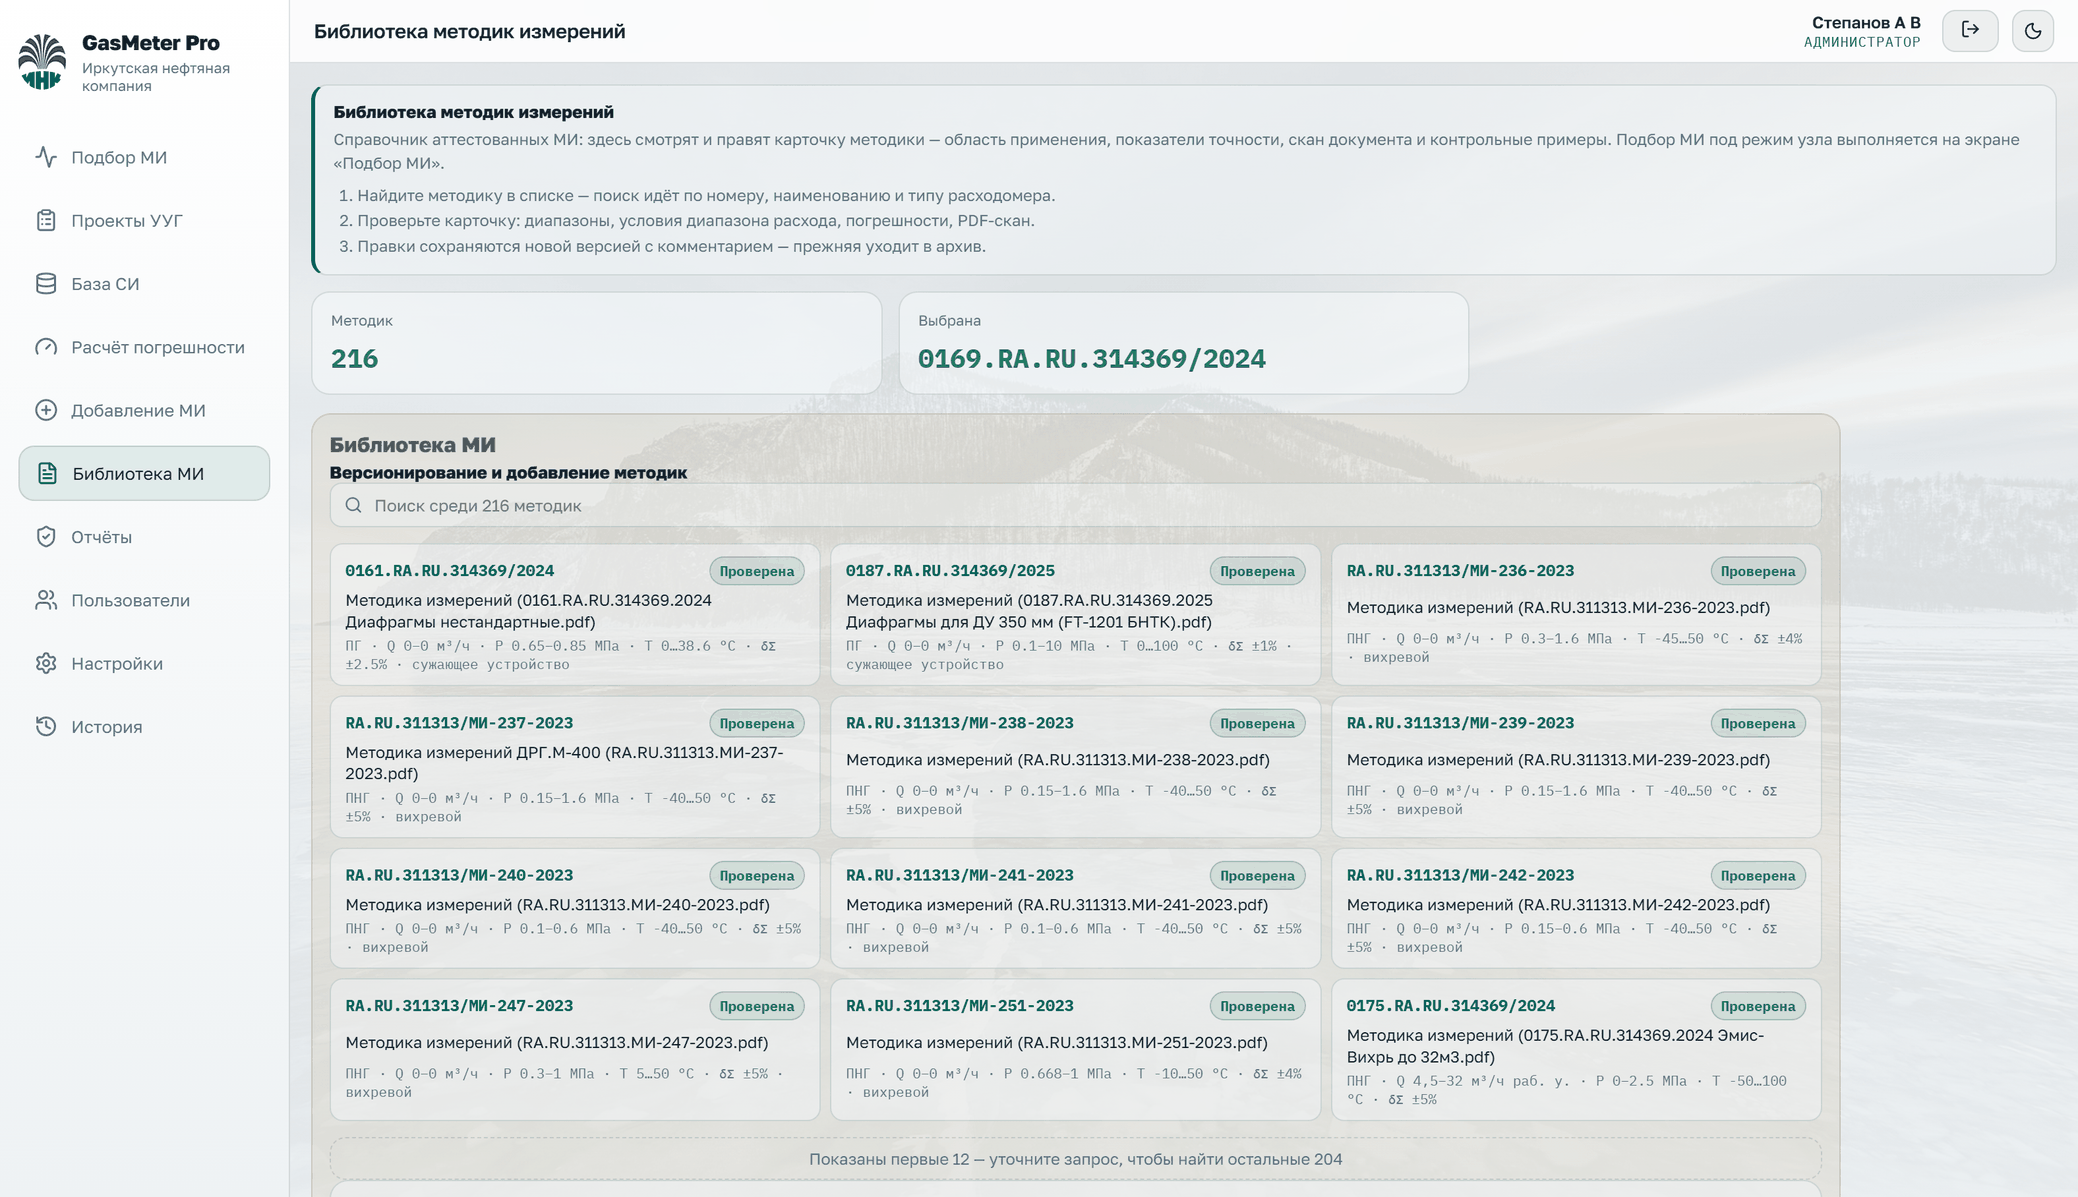 GasMeter Pro
Иркутская нефтяная
компания
Подбор МИ
Проекты УУГ
База СИ
Расчёт погрешности
Добавление МИ
Библиотека МИ
Отчёты
Пользователи
Настройки
История
Библиотека методик измерений
Степанов А В
АДМИНИСТРАТОР
Библиотека методик измерений
Справочник аттестованных МИ: здесь смотрят и правят карточку методики — область применения, показатели точности, скан документа и контрольные примеры. Подбор МИ под режим узла выполняется на экране
«Подбор МИ».
1. Найдите методику в списке — поиск идёт по номеру, наименованию и типу расходомера.
2. Проверьте карточку: диапазоны, условия диапазона расхода, погрешности, PDF-скан.
3. Правки сохраняются новой версией с комментарием — прежняя уходит в архив.
Методик
216
Выбрана
0169.RA.RU.314369/2024
Библиотека МИ
Версионирование и добавление методик
Поиск среди 216 методик
0161.RA.RU.314369/2024
Проверена
Методика измерений (0161.RA.RU.314369.2024
Диафрагмы нестандартные.pdf)
ПГ · Q 0–0 м³/ч · P 0.65–0.85 МПа · T 0…38.6 °C · δΣ
±2.5% · сужающее устройство
0187.RA.RU.314369/2025
Проверена
Методика измерений (0187.RA.RU.314369.2025
Диафрагмы для ДУ 350 мм (FT-1201 БНТК).pdf)
ПГ · Q 0–0 м³/ч · P 0.1–10 МПа · T 0…100 °C · δΣ ±1% ·
сужающее устройство
RA.RU.311313/МИ-236-2023
Проверена
Методика измерений (RA.RU.311313.МИ-236-2023.pdf)
ПНГ · Q 0–0 м³/ч · P 0.3–1.6 МПа · T -45…50 °C · δΣ ±4%
· вихревой
RA.RU.311313/МИ-237-2023
Проверена
Методика измерений ДРГ.М-400 (RA.RU.311313.МИ-237-
2023.pdf)
ПНГ · Q 0–0 м³/ч · P 0.15–1.6 МПа · T -40…50 °C · δΣ
±5% · вихревой
RA.RU.311313/МИ-238-2023
Проверена
Методика измерений (RA.RU.311313.МИ-238-2023.pdf)
ПНГ · Q 0–0 м³/ч · P 0.15–1.6 МПа · T -40…50 °C · δΣ
±5% · вихревой
RA.RU.311313/МИ-239-2023
Проверена
Методика измерений (RA.RU.311313.МИ-239-2023.pdf)
ПНГ · Q 0–0 м³/ч · P 0.15–1.6 МПа · T -40…50 °C · δΣ
±5% · вихревой
RA.RU.311313/МИ-240-2023
Проверена
Методика измерений (RA.RU.311313.МИ-240-2023.pdf)
ПНГ · Q 0–0 м³/ч · P 0.1–0.6 МПа · T -40…50 °C · δΣ ±5%
· вихревой
RA.RU.311313/МИ-241-2023
Проверена
Методика измерений (RA.RU.311313.МИ-241-2023.pdf)
ПНГ · Q 0–0 м³/ч · P 0.1–0.6 МПа · T -40…50 °C · δΣ ±5%
· вихревой
RA.RU.311313/МИ-242-2023
Проверена
Методика измерений (RA.RU.311313.МИ-242-2023.pdf)
ПНГ · Q 0–0 м³/ч · P 0.15–0.6 МПа · T -40…50 °C · δΣ
±5% · вихревой
RA.RU.311313/МИ-247-2023
Проверена
Методика измерений (RA.RU.311313.МИ-247-2023.pdf)
ПНГ · Q 0–0 м³/ч · P 0.3–1 МПа · T 5…50 °C · δΣ ±5% ·
вихревой
RA.RU.311313/МИ-251-2023
Проверена
Методика измерений (RA.RU.311313.МИ-251-2023.pdf)
ПНГ · Q 0–0 м³/ч · P 0.668–1 МПа · T -10…50 °C · δΣ ±4%
· вихревой
0175.RA.RU.314369/2024
Проверена
Методика измерений (0175.RA.RU.314369.2024 Эмис-
Вихрь до 32м3.pdf)
ПНГ · Q 4,5–32 м³/ч раб. у. · P 0–2.5 МПа · T -50…100
°C · δΣ ±5%
Показаны первые 12 — уточните запрос, чтобы найти остальные 204